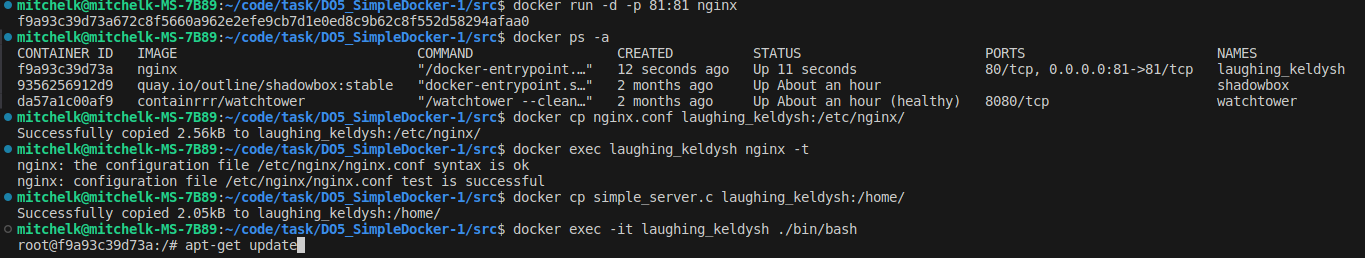 mitchelk@mitchelk-MS-7B89:~/code/task/DO5_SimpleDocker-1/src$ docker run -d -p 81:81 nginx
f9a93c39d73a672c8f5660a962e2efe9cb7d1e0ed8c9b62c8f552d58294afaa0
mitchelk@mitchelk-MS-7B89:~/code/task/DO5_SimpleDocker-1/src$ docker ps -a
CONTAINER ID   IMAGE                            COMMAND                  CREATED          STATUS                       PORTS                        NAMES
f9a93c39d73a   nginx                            "/docker-entrypoint.…"   12 seconds ago   Up 11 seconds                80/tcp, 0.0.0.0:81->81/tcp   laughing_keldysh
9356256912d9   quay.io/outline/shadowbox:stable   "docker-entrypoint.s…"   2 months ago     Up About an hour                                          shadowbox
da57a1c00af9   containrrr/watchtower            "/watchtower --clean…"   2 months ago     Up About an hour (healthy)   8080/tcp                     watchtower
mitchelk@mitchelk-MS-7B89:~/code/task/DO5_SimpleDocker-1/src$ docker cp nginx.conf laughing_keldysh:/etc/nginx/
Successfully copied 2.56kB to laughing_keldysh:/etc/nginx/
mitchelk@mitchelk-MS-7B89:~/code/task/DO5_SimpleDocker-1/src$ docker exec laughing_keldysh nginx -t
nginx: the configuration file /etc/nginx/nginx.conf syntax is ok
nginx: configuration file /etc/nginx/nginx.conf test is successful
mitchelk@mitchelk-MS-7B89:~/code/task/DO5_SimpleDocker-1/src$ docker cp simple_server.c laughing_keldysh:/home/
Successfully copied 2.05kB to laughing_keldysh:/home/
mitchelk@mitchelk-MS-7B89:~/code/task/DO5_SimpleDocker-1/src$ docker exec -it laughing_keldysh ./bin/bash
root@f9a93c39d73a:/# apt-get update